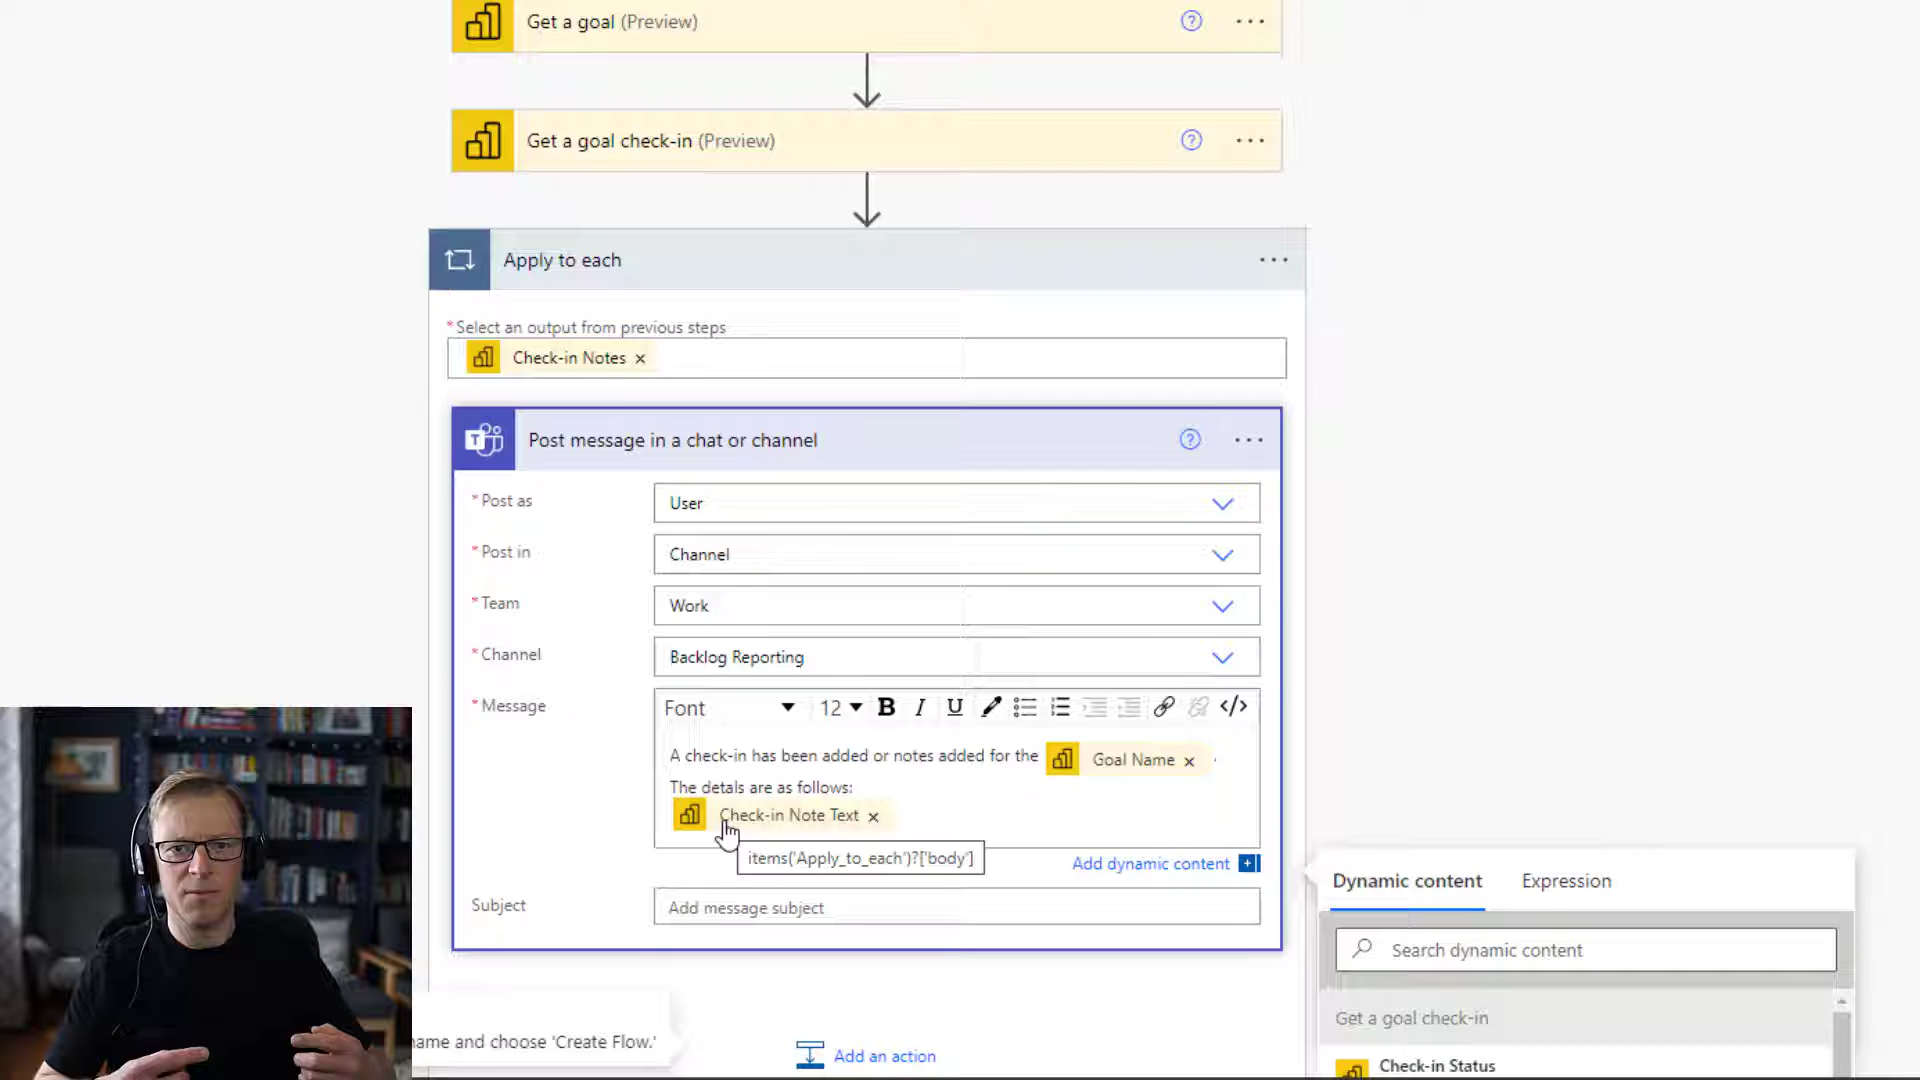 Get a goal (Preview)
Get a goal check-in (Preview)
Apply to each
* Select an output from previous steps
Check-in Notes ×
Post message in a chat or channel
* Post as
User
* Post in
Channel
* Team
Work
* Channel
Backlog Reporting
* Message
Font 12 B I U </>
A check-in has been added or notes added for the Goal Name × .
The detals are as follows:
Check-in Note Text ×
items('Apply_to_each')?['body']
Add dynamic content
Subject
Add message subject
Dynamic content Expression
Search dynamic content
Get a goal check-in
Check-in Status
ame and choose 'Create Flow.'
Add an action